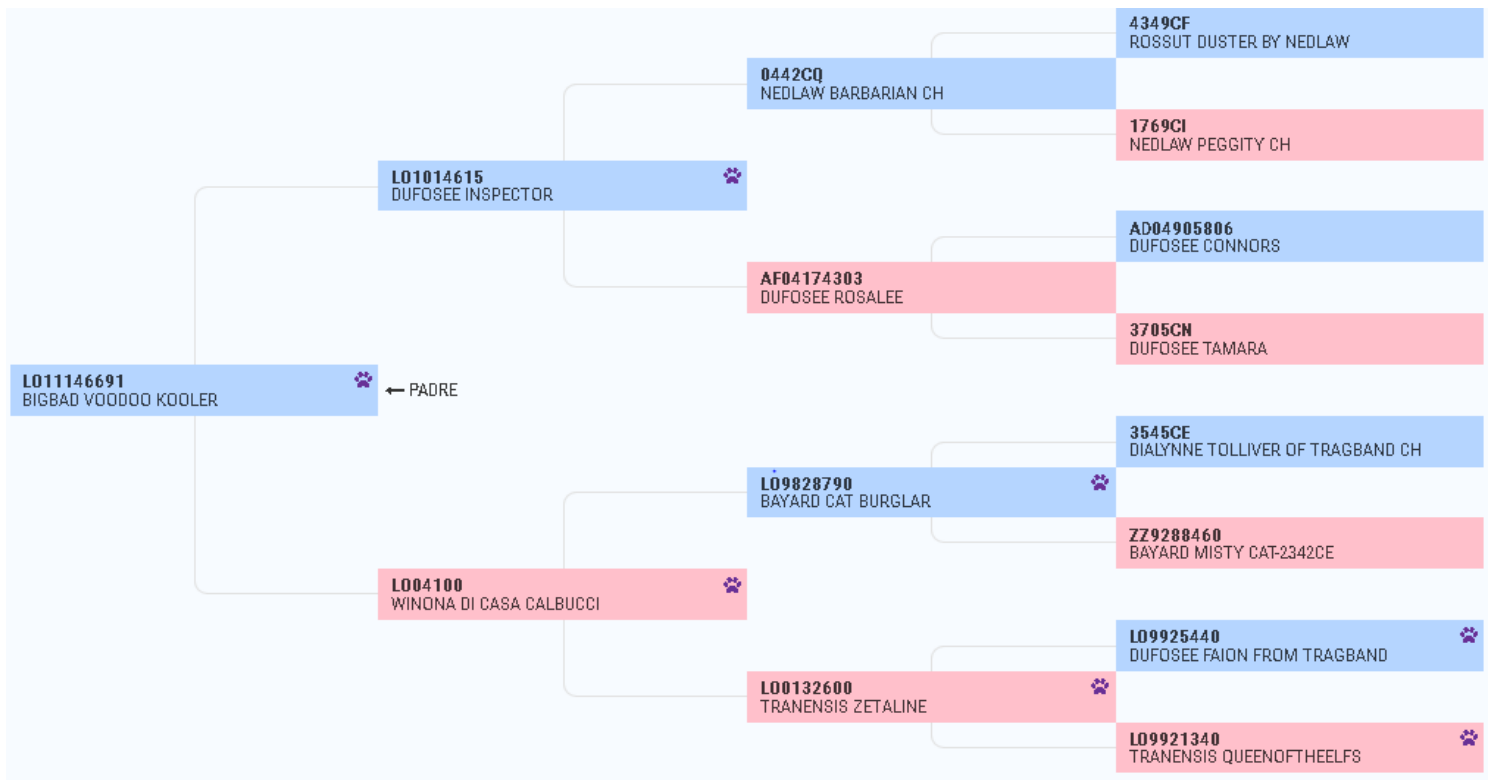 4349CF
ROSSUT DUSTER BY NEDLAW
0442CQ
NEDLAW BARBARIAN CH
1769CI
NEDLAW PEGGITY CH
LO1014615
DUFOSEE INSPECTOR
AD04905806
DUFOSEE CONNORS
AF04174303
DUFOSEE ROSALEE
3705CN
DUFOSEE TAMARA
LO11146691
BIGBAD VOODOO KOOLER
← PADRE
3545CE
DIALYNNE TOLLIVER OF TRAGBAND CH
LO9828790
BAYARD CAT BURGLAR
ZZ9288460
BAYARD MISTY CAT-2342CE
LO04100
WINONA DI CASA CALBUCCI
LO9925440
DUFOSEE FAION FROM TRAGBAND
LO0132600
TRANENSIS ZETALINE
LO9921340
TRANENSIS QUEENOFTHEELFS